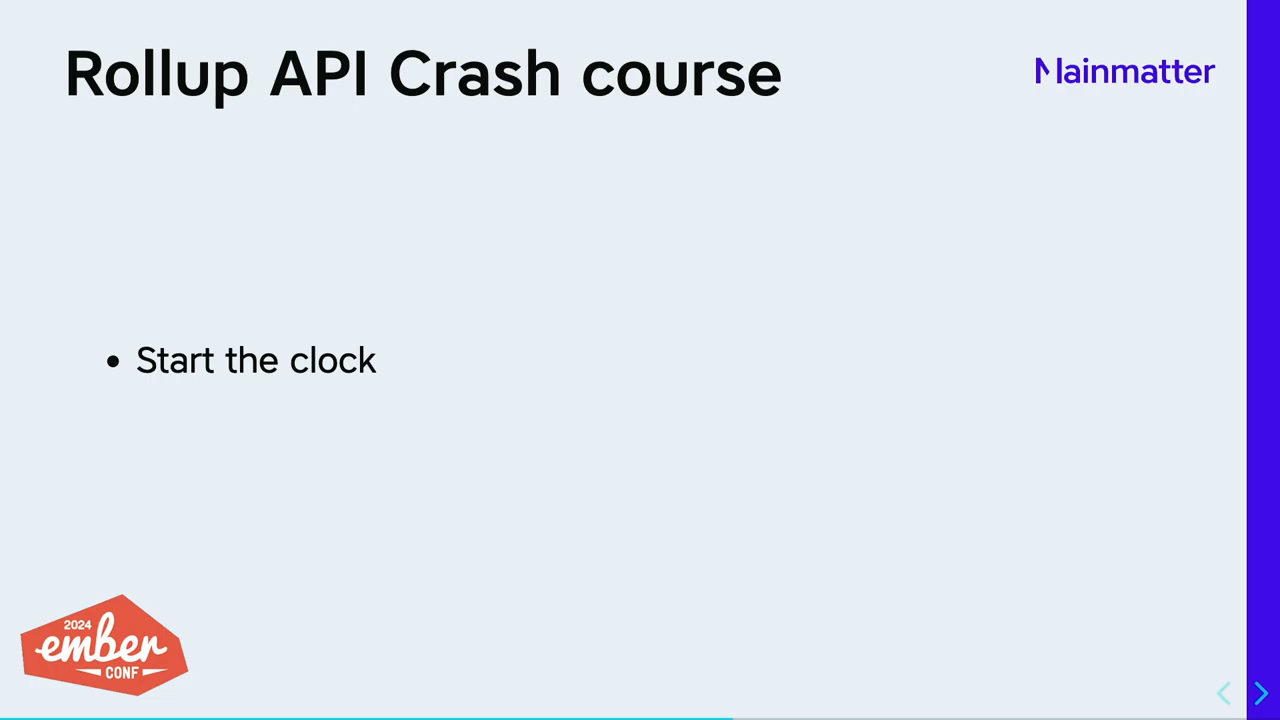 Rollup API Crash course
Mainmatter
Start the clock
2024
ember
CONF